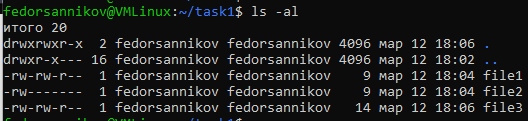 fedorsannikov@VMLinux:~/task1$ ls -al
итого 20
drwxrwxr-x  2 fedorsannikov fedorsannikov 4096 мар 12 18:06 .
drwxr-x--- 16 fedorsannikov fedorsannikov 4096 мар 12 18:02 ..
-rw-rw-r--  1 fedorsannikov fedorsannikov    9 мар 12 18:04 file1
-rw-------  1 fedorsannikov fedorsannikov    9 мар 12 18:04 file2
-rw-rw-r--  1 fedorsannikov fedorsannikov   14 мар 12 18:06 file3